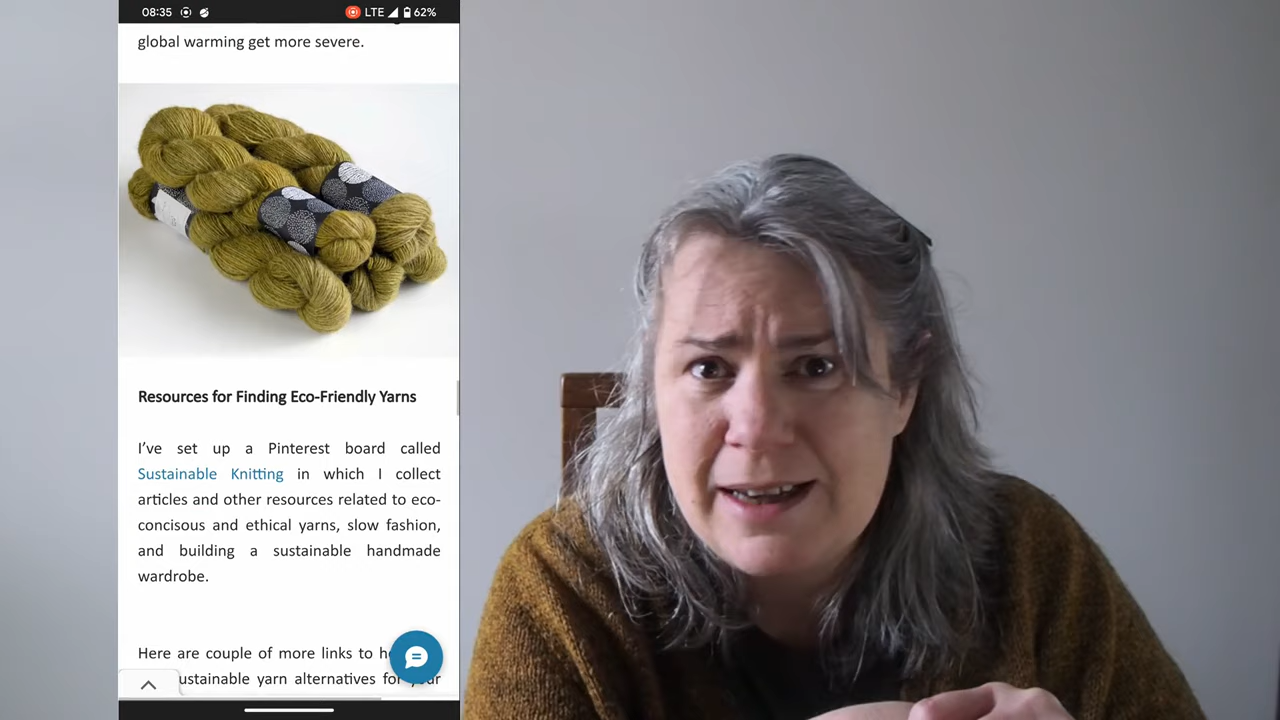 08:35 LTE 62%
global warming get more severe.
Resources for Finding Eco-Friendly Yarns
I've set up a Pinterest board called
Sustainable Knitting in which I collect
articles and other resources related to eco-
concisous and ethical yarns, slow fashion,
and building a sustainable handmade
wardrobe.
Here are couple of more links to
ustainable yarn alternatives for your